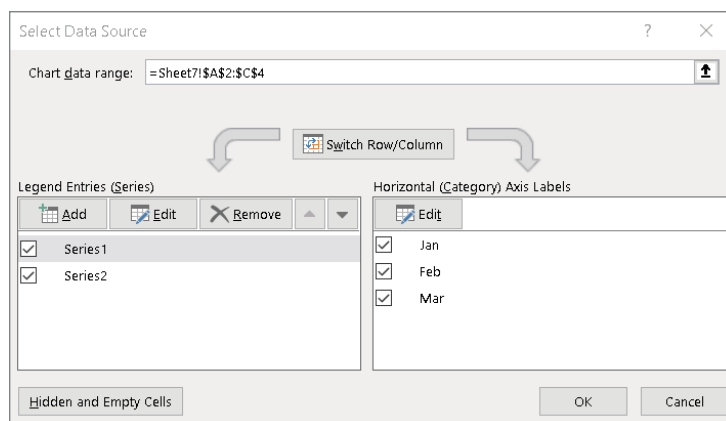 Select Data Source ?
Chart data range: =Sheet7!$A$2:$C$4
Switch Row/Column
Legend Entries (Series)
Add Edit Remove
Series1
Series2
Horizontal (Category) Axis Labels
Edit
Jan
Feb
Mar
Hidden and Empty Cells
OK Cancel